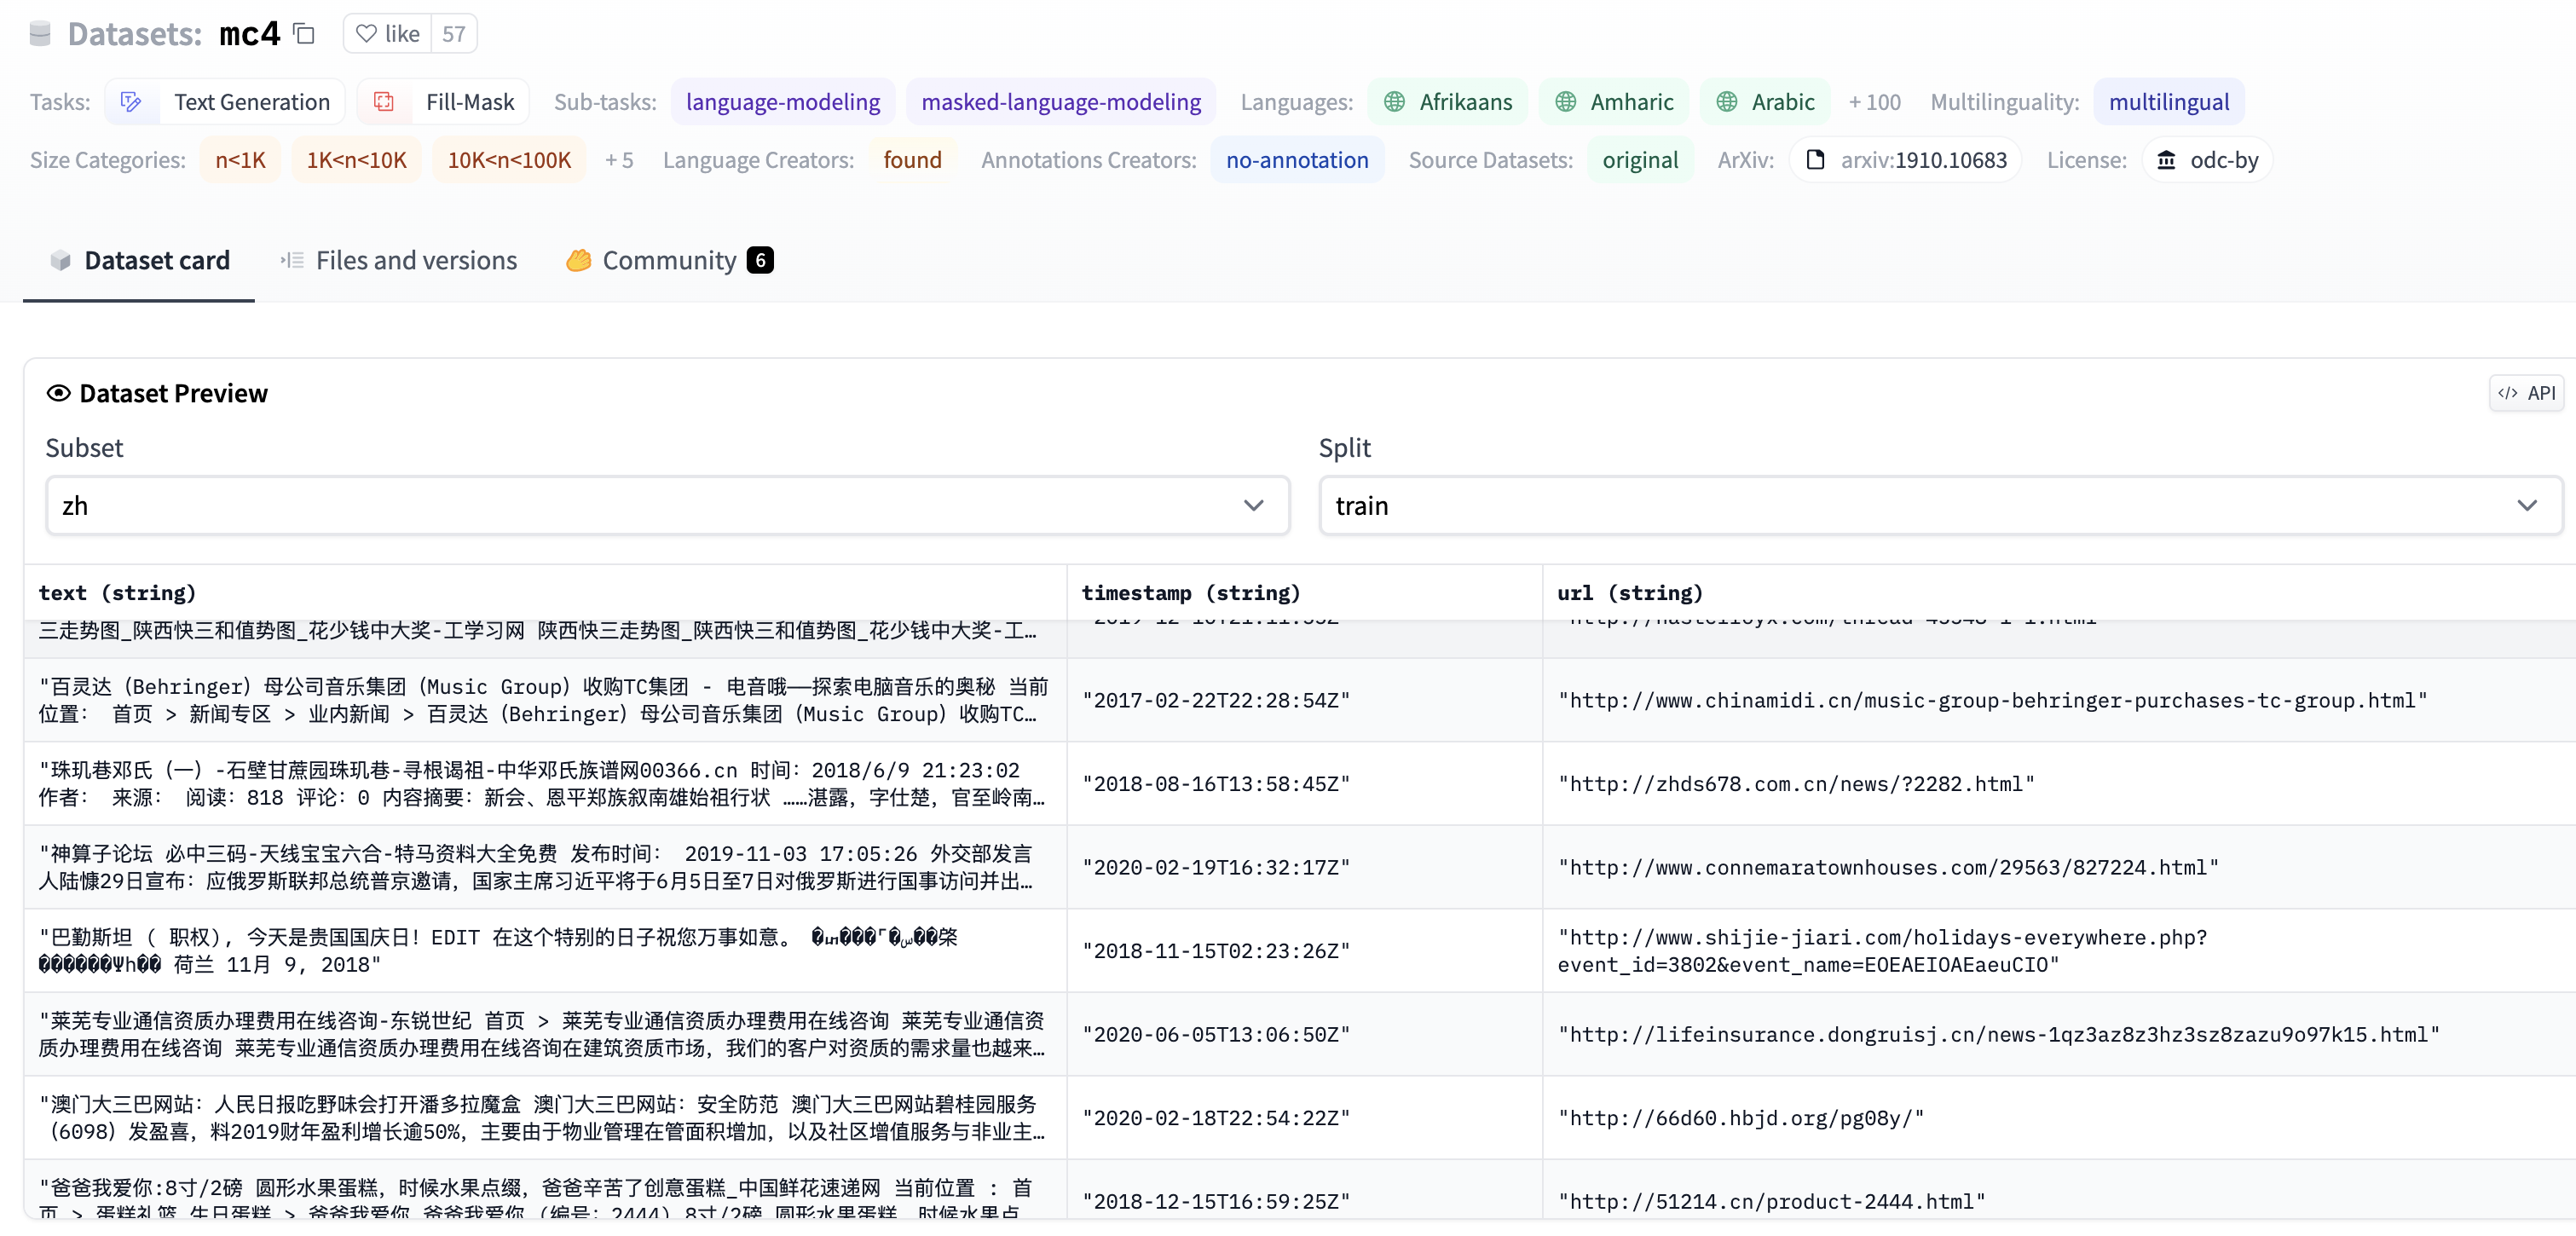 Datasets: mc4 like 57
Tasks: Text Generation Fill-Mask Sub-tasks: language-modeling masked-language-modeling Languages: Afrikaans Amharic Arabic + 100 Multilinguality: multilingual
Size Categories: n<1K 1K<n<10K 10K<n<100K + 5 Language Creators: found Annotations Creators: no-annotation Source Datasets: original ArXiv: arxiv:1910.10683 License: odc-by
Dataset card Files and versions Community 6
Dataset Preview
</> API
Subset
Split
zh
train
text (string) timestamp (string) url (string)
三走势图_陕西快三和值势图_花少钱中大奖-工学习网 陕西快三走势图_陕西快三和值势图_花少钱中大奖-工…
"百灵达（Behringer）母公司音乐集团（Music Group）收购TC集团 - 电音哦——探索电脑音乐的奥秘 当前
位置： 首页 > 新闻专区 > 业内新闻 > 百灵达（Behringer）母公司音乐集团（Music Group）收购TC…
"2017-02-22T22:28:54Z"
"http://www.chinamidi.cn/music-group-behringer-purchases-tc-group.html"
"珠玑巷邓氏（一）-石壁甘蔗园珠玑巷-寻根谒祖-中华邓氏族谱网00366.cn 时间：2018/6/9 21:23:02
作者： 来源： 阅读：818 评论：0 内容摘要：新会、恩平郑族叙南雄始祖行状 ……湛露，字仕楚，官至岭南…
"2018-08-16T13:58:45Z"
"http://zhds678.com.cn/news/?2282.html"
"神算子论坛 必中三码-天线宝宝六合-特马资料大全免费 发布时间： 2019-11-03 17:05:26 外交部发言
人陆慷29日宣布：应俄罗斯联邦总统普京邀请，国家主席习近平将于6月5日至7日对俄罗斯进行国事访问并出…
"2020-02-19T16:32:17Z"
"http://www.connemaratownhouses.com/29563/827224.html"
"巴勒斯坦 ( 职权), 今天是贵国国庆日！EDIT 在这个特别的日子祝您万事如意。
荷兰 11月 9, 2018"
"2018-11-15T02:23:26Z"
"http://www.shijie-jiari.com/holidays-everywhere.php?
event_id=3802&event_name=EOEAEIOAEaeuCIO"
"莱芜专业通信资质办理费用在线咨询-东锐世纪 首页 > 莱芜专业通信资质办理费用在线咨询 莱芜专业通信资
质办理费用在线咨询 莱芜专业通信资质办理费用在线咨询在建筑资质市场，我们的客户对资质的需求量也越来…
"2020-06-05T13:06:50Z"
"http://lifeinsurance.dongruisj.cn/news-1qz3az8z3hz3sz8zazu9o97k15.html"
"澳门大三巴网站：人民日报吃野味会打开潘多拉魔盒 澳门大三巴网站：安全防范 澳门大三巴网站碧桂园服务
（6098）发盈喜，料2019财年盈利增长逾50%，主要由于物业管理在管面积增加，以及社区增值服务与非业主…
"2020-02-18T22:54:22Z"
"http://66d60.hbjd.org/pg08y/"
"爸爸我爱你:8寸/2磅 圆形水果蛋糕，时候水果点缀，爸爸辛苦了创意蛋糕_中国鲜花速递网 当前位置 : 首
页 > 蛋糕礼篮 生日蛋糕 > 爸爸我爱你 爸爸我爱你（编号：2444）8寸/2磅 圆形水果蛋糕，时候水果点
"2018-12-15T16:59:25Z"
"http://51214.cn/product-2444.html"